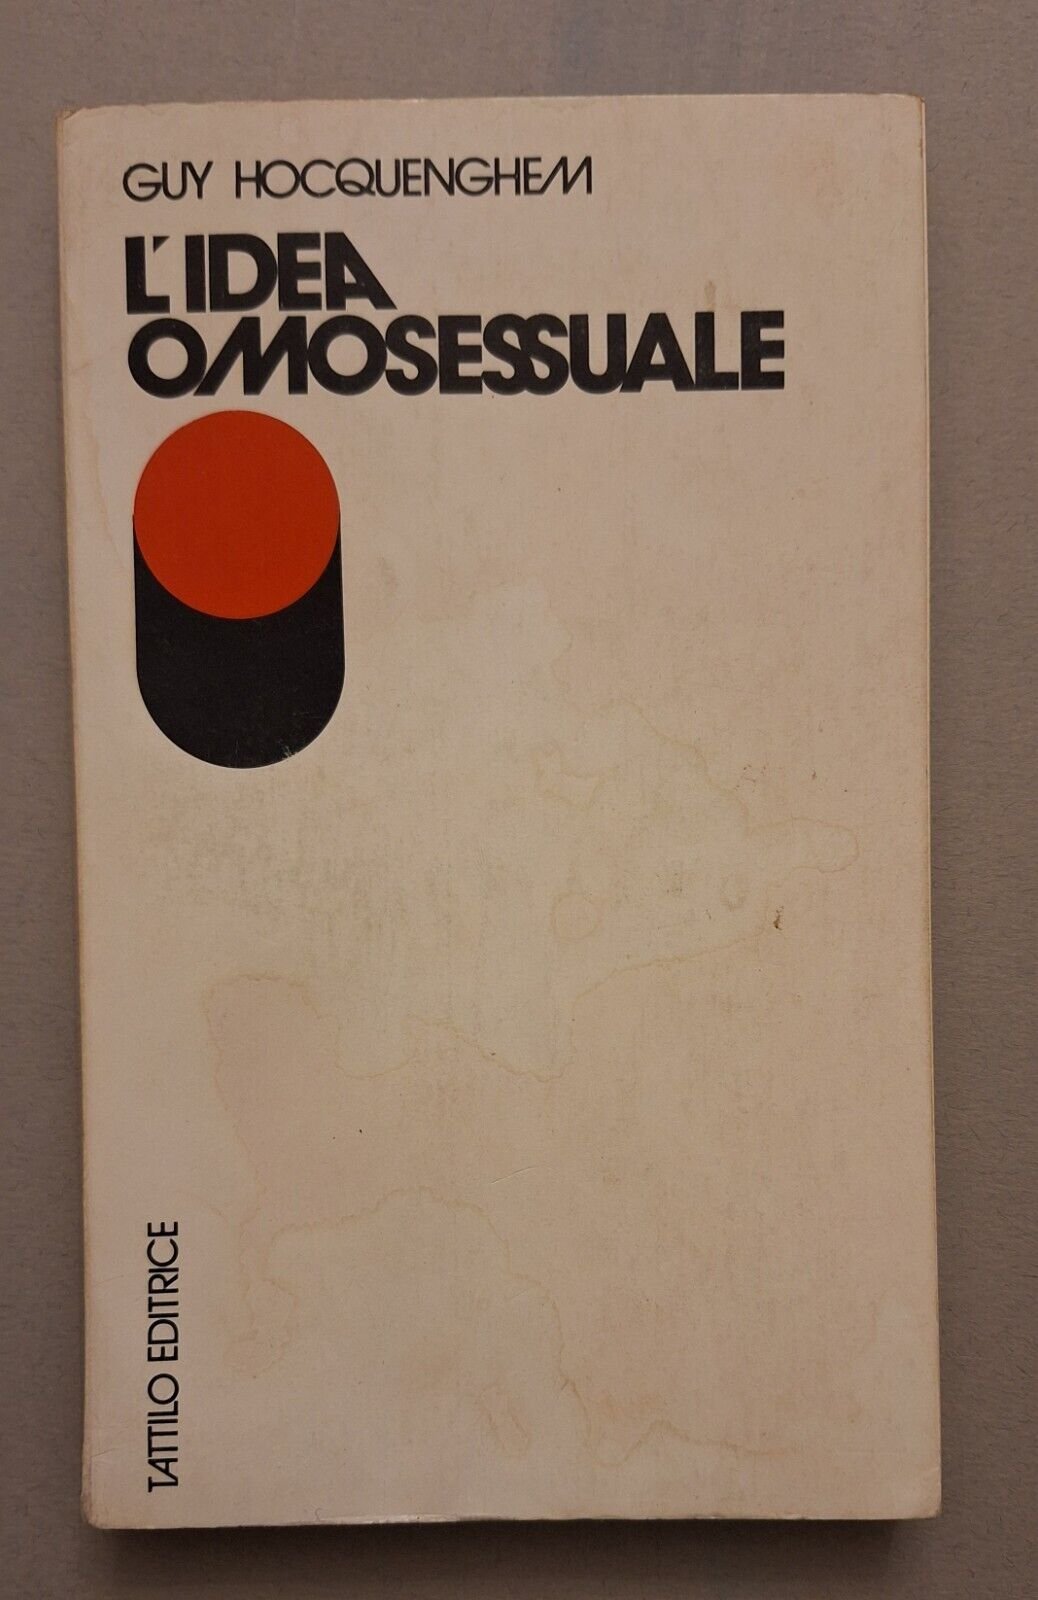 GUY HOCQUENGHEM
L'IDEA
OMOSESSUALE
TATTILO EDITRICE